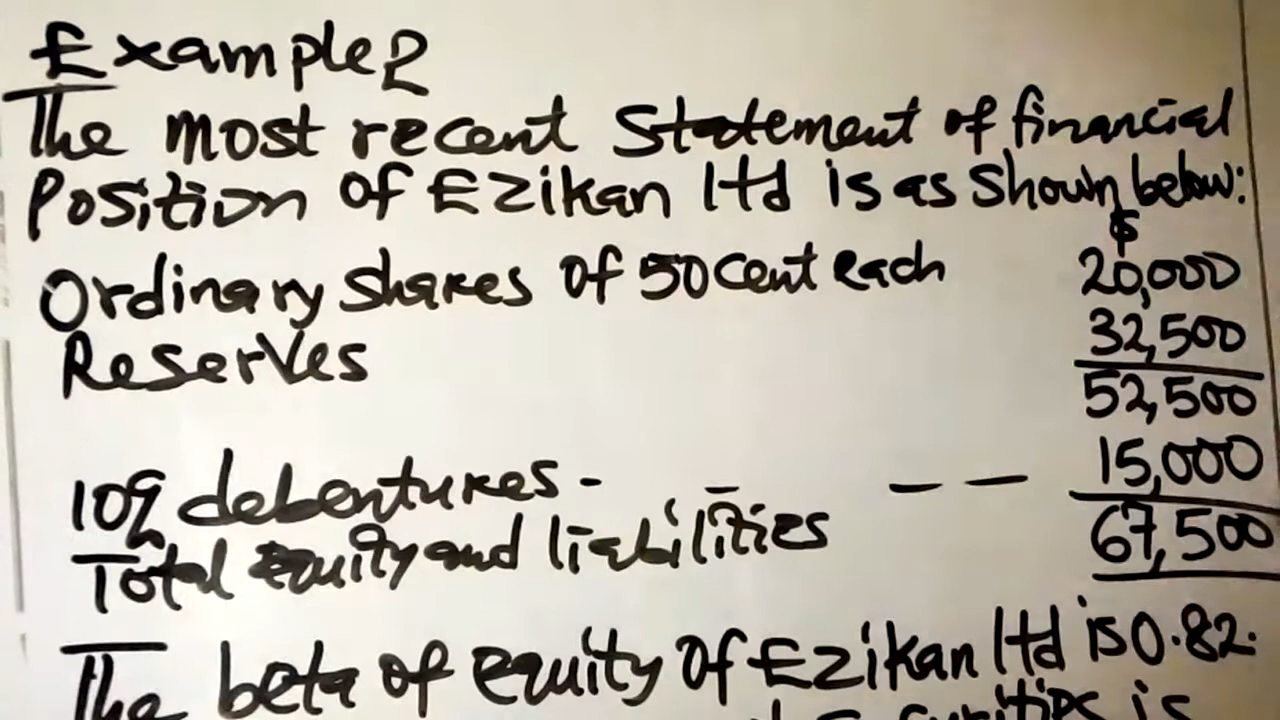 Example 2
The most recent Statement of financial
Position of Ezikan ltd is as Shown below:
$
Ordinary shares of 50 cent each 20,000
Reserves 32,500
52,500
10% debentures - - - - 15,000
Total equity and liabilities 67,500
The beta of equity of Ezikan ltd is 0.82.
is